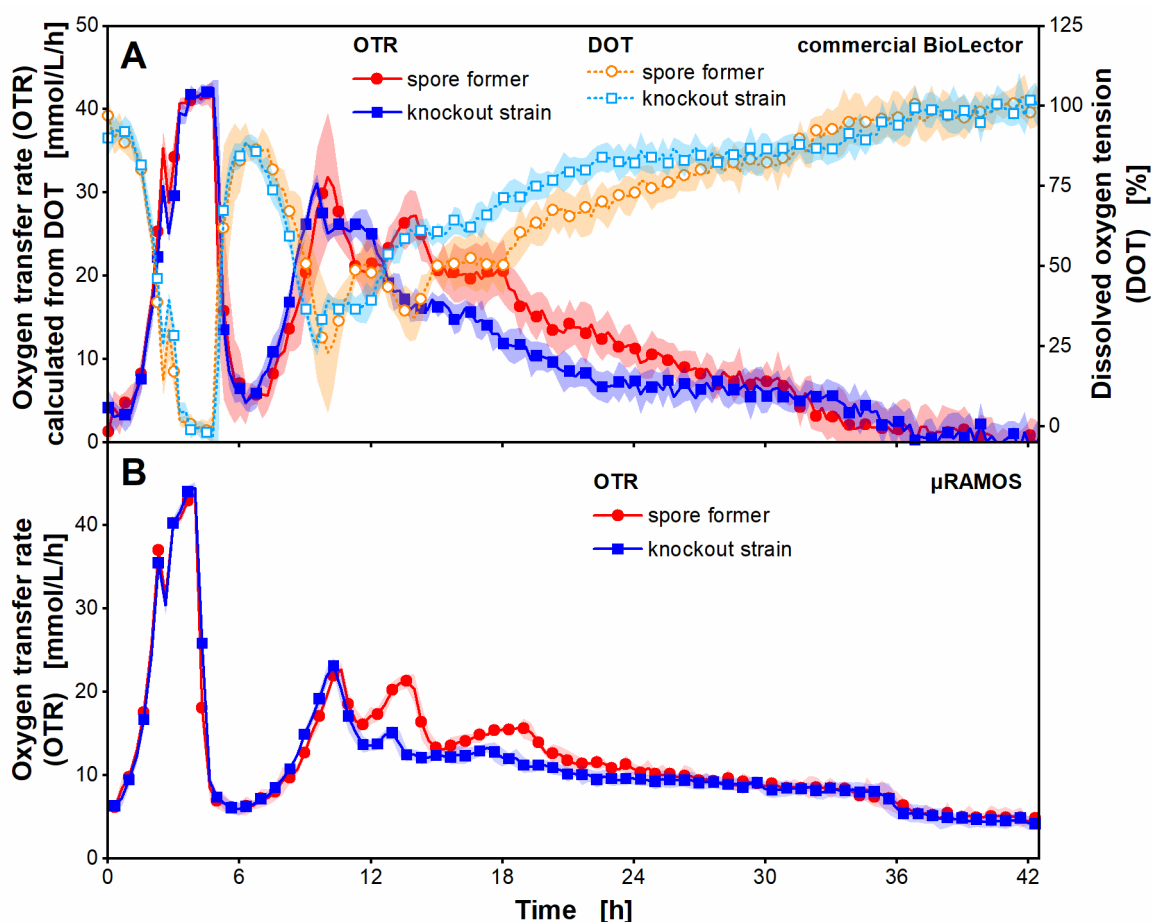 A
OTR
DOT
commercial BioLector
spore former
knockout strain
spore former
knockout strain
Oxygen transfer rate (OTR)
calculated from DOT [mmol/L/h]
50
40
30
20
10
0
125
100
75
50
25
0
Dissolved oxygen tension
(DOT) [%]
B
OTR
µRAMOS
spore former
knockout strain
Oxygen transfer rate
(OTR) [mmol/L/h]
40
30
20
10
0
0 6 12 18 24 30 36 42
Time [h]